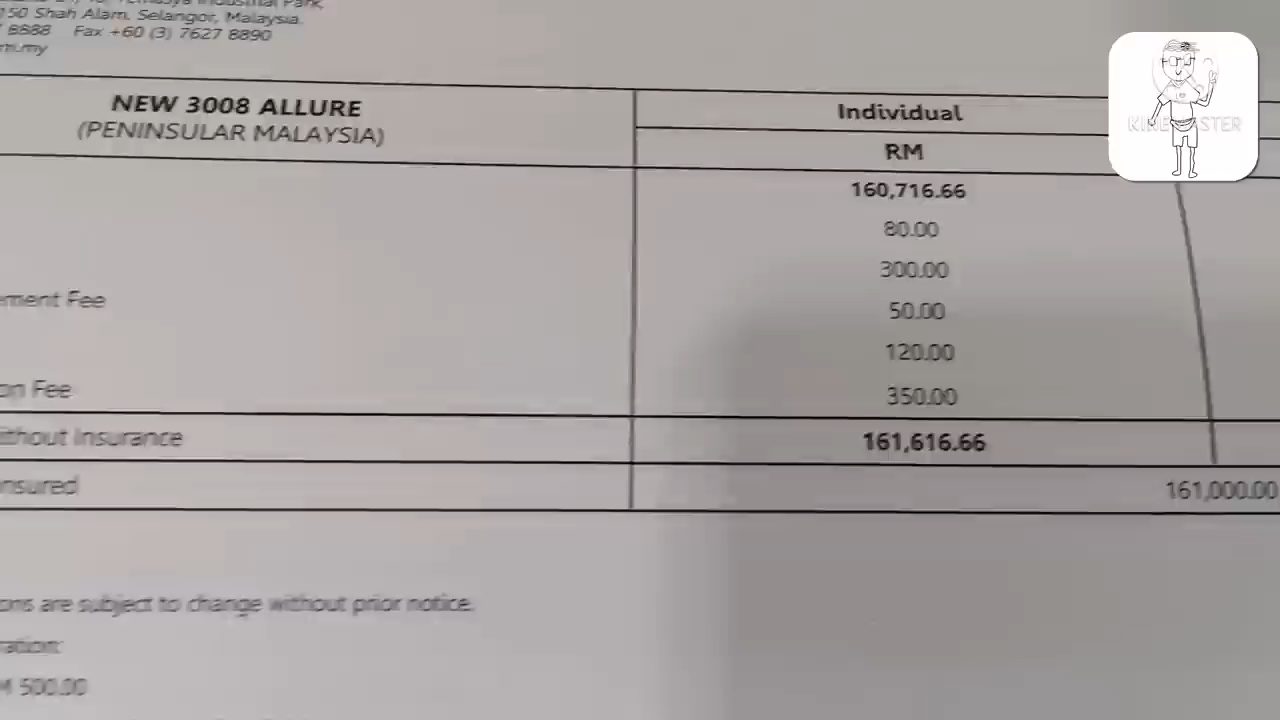 150 Shah Alam, Selangor, Malaysia.
8888 Fax +60 (3) 7627 8890
NEW 3008 ALLURE
(PENINSULAR MALAYSIA)
Individual
RM
160,716.66
80.00
300.00
ement Fee 50.00
120.00
on Fee 350.00
ithout Insurance 161,616.66
nsured 161,000.00
ons are subject to change without prior notice.
ration:
M 500.00